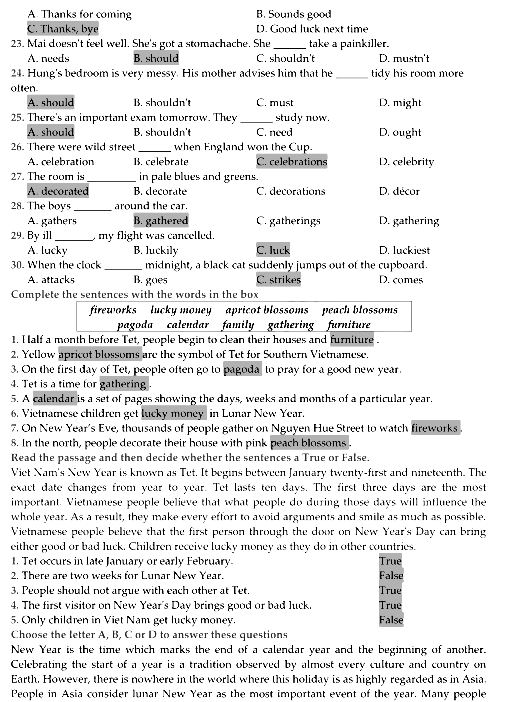 A. Thanks for coming B. Sounds good
C. Thanks, bye D. Good luck next time
23. Mai doesn't feel well. She's got a stomachache. She ______ take a painkiller.
A. needs B. should C. shouldn't D. mustn't
24. Hung's bedroom is very messy. His mother advises him that he ______ tidy his room more
often.
A. should B. shouldn't C. must D. might
25. There's an important exam tomorrow. They ______ study now.
A. should B. shouldn't C. need D. ought
26. There were wild street ______ when England won the Cup.
A. celebration B. celebrate C. celebrations D. celebrity
27. The room is _________ in pale blues and greens.
A. decorated B. decorate C. decorations D. décor
28. The boys _______ around the car.
A. gathers B. gathered C. gatherings D. gathering
29. By ill _______, my flight was cancelled.
A. lucky B. luckily C. luck D. luckiest
30. When the clock _______ midnight, a black cat suddenly jumps out of the cupboard.
A. attacks B. goes C. strikes D. comes
Complete the sentences with the words in the box
fireworks lucky money apricot blossoms peach blossoms
pagoda calendar family gathering furniture
1. Half a month before Tet, people begin to clean their houses and furniture .
2. Yellow apricot blossoms are the symbol of Tet for Southern Vietnamese.
3. On the first day of Tet, people often go to pagoda to pray for a good new year.
4. Tet is a time for gathering .
5. A calendar is a set of pages showing the days, weeks and months of a particular year.
6. Vietnamese children get lucky money in Lunar New Year.
7. On New Year's Eve, thousands of people gather on Nguyen Hue Street to watch fireworks .
8. In the north, people decorate their house with pink peach blossoms .
Read the passage and then decide whether the sentences a True or False.
Viet Nam's New Year is known as Tet. It begins between January twenty-first and nineteenth. The
exact date changes from year to year. Tet lasts ten days. The first three days are the most
important. Vietnamese people believe that what people do during those days will influence the
whole year. As a result, they make every effort to avoid arguments and smile as much as possible.
Vietnamese people believe that the first person through the door on New Year's Day can bring
either good or bad luck. Children receive lucky money as they do in other countries.
1. Tet occurs in late January or early February. True
2. There are two weeks for Lunar New Year. False
3. People should not argue with each other at Tet. True
4. The first visitor on New Year's Day brings good or bad luck. True
5. Only children in Viet Nam get lucky money. False
Choose the letter A, B, C or D to answer these questions
New Year is the time which marks the end of a calendar year and the beginning of another.
Celebrating the start of a year is a tradition observed by almost every culture and country on
Earth. However, there is nowhere in the world where this holiday is as highly regarded as in Asia.
People in Asia consider lunar New Year as the most important event of the year. Many people